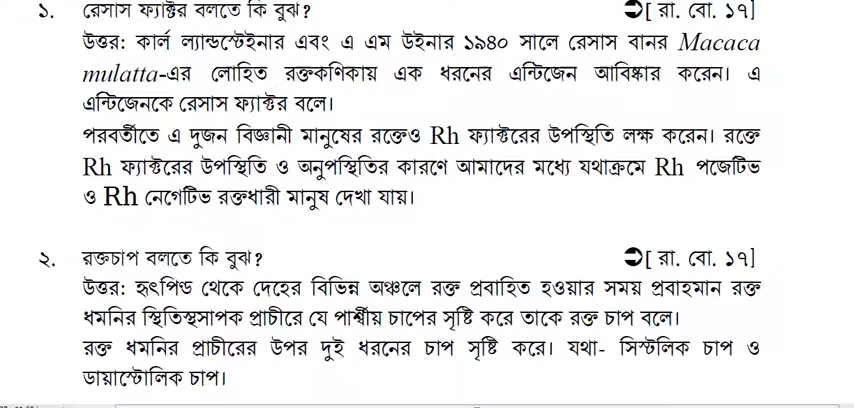 ১. রেসাস ফ্যাক্টর বলতে কি বুঝ? ➲[ রা. বো. ১৭]
উত্তর: কার্ল ল্যান্ডস্টেইনার এবং এ এম উইনার ১৯৪০ সালে রেসাস বানর Macaca
mulatta-এর লোহিত রক্তকণিকায় এক ধরনের এন্টিজেন আবিষ্কার করেন। এ
এন্টিজেনকে রেসাস ফ্যাক্টর বলে।
পরবর্তীতে এ দুজন বিজ্ঞানী মানুষের রক্তেও Rh ফ্যাক্টরের উপস্থিতি লক্ষ করেন। রক্তে
Rh ফ্যাক্টরের উপস্থিতি ও অনুপস্থিতির কারণে আমাদের মধ্যে যথাক্রমে Rh পজেটিভ
ও Rh নেগেটিভ রক্তধারী মানুষ দেখা যায়।
২. রক্তচাপ বলতে কি বুঝ? ➲[ রা. বো. ১৭]
উত্তর: হৃৎপিন্ড থেকে দেহের বিভিন্ন অঞ্চলে রক্ত প্রবাহিত হওয়ার সময় প্রবাহমান রক্ত
ধমনির স্থিতিস্থসাপক প্রাচীরে যে পার্শ্বীয় চাপের সৃষ্টি করে তাকে রক্ত চাপ বলে।
রক্ত ধমনির প্রাচীরের উপর দুই ধরনের চাপ সৃষ্টি করে। যথা- সিস্টলিক চাপ ও
ডায়াস্টোলিক চাপ।